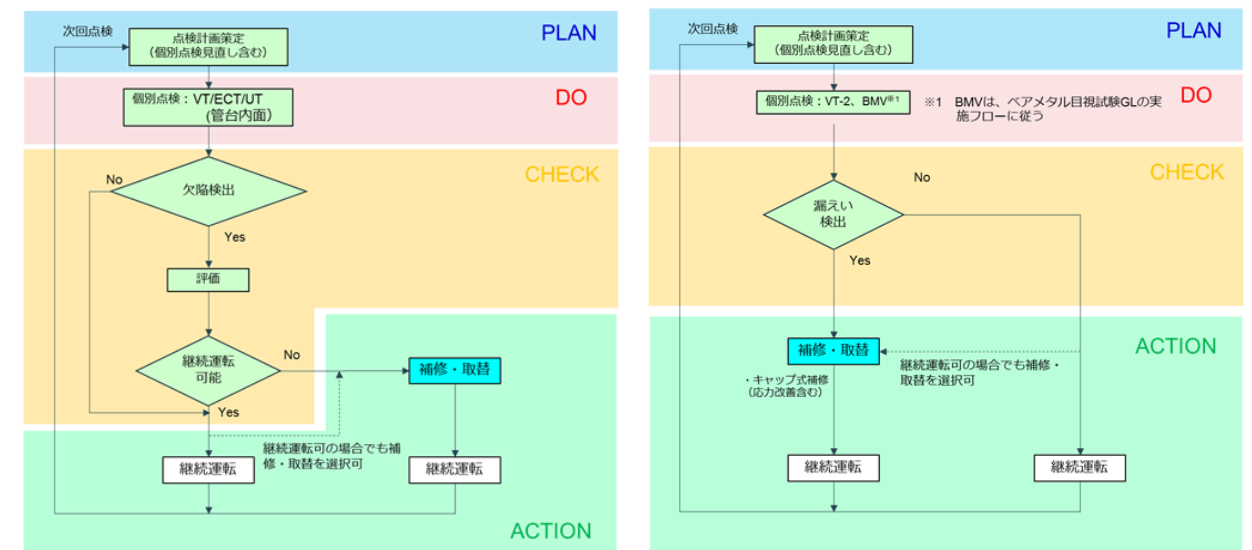 次回点検
点検計画策定
（個別点検見直し含む）
PLAN
個別点検：VT/ECT/UT
(管台内面）
DO
CHECK
No
欠陥検出
Yes
評価
継続運転
可能
No
補修・取替
Yes
継続運転可の場合でも補
修・取替を選択可
継続運転
継続運転
ACTION
次回点検
点検計画策定
（個別点検見直し含む）
PLAN
個別点検：VT-2、BMV※1
※1 BMVは、ベアメタル目視試験GLの実
施フローに従う
DO
CHECK
No
漏えい
検出
Yes
ACTION
補修・取替
継続運転可の場合でも補修・
取替を選択可
・キャップ式補修
（応力改善含む）
継続運転
継続運転